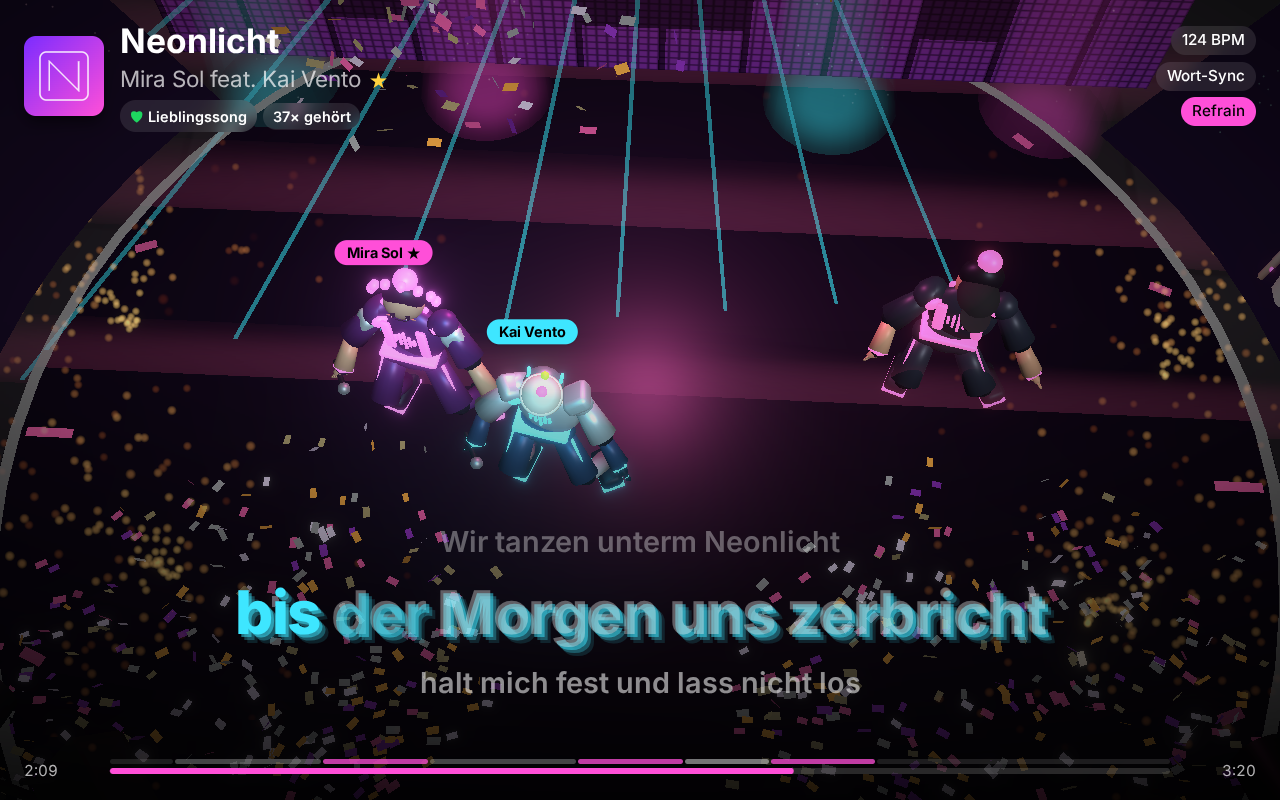 Neonlicht
Mira Sol feat. Kai Vento ⭐
Lieblingssong
37× gehört
124 BPM
Wort-Sync
Refrain
N
Mira Sol ★
Kai Vento
Wir tanzen unterm Neonlicht
bis der Morgen uns zerbricht
halt mich fest und lass nicht los
2:09
3:20